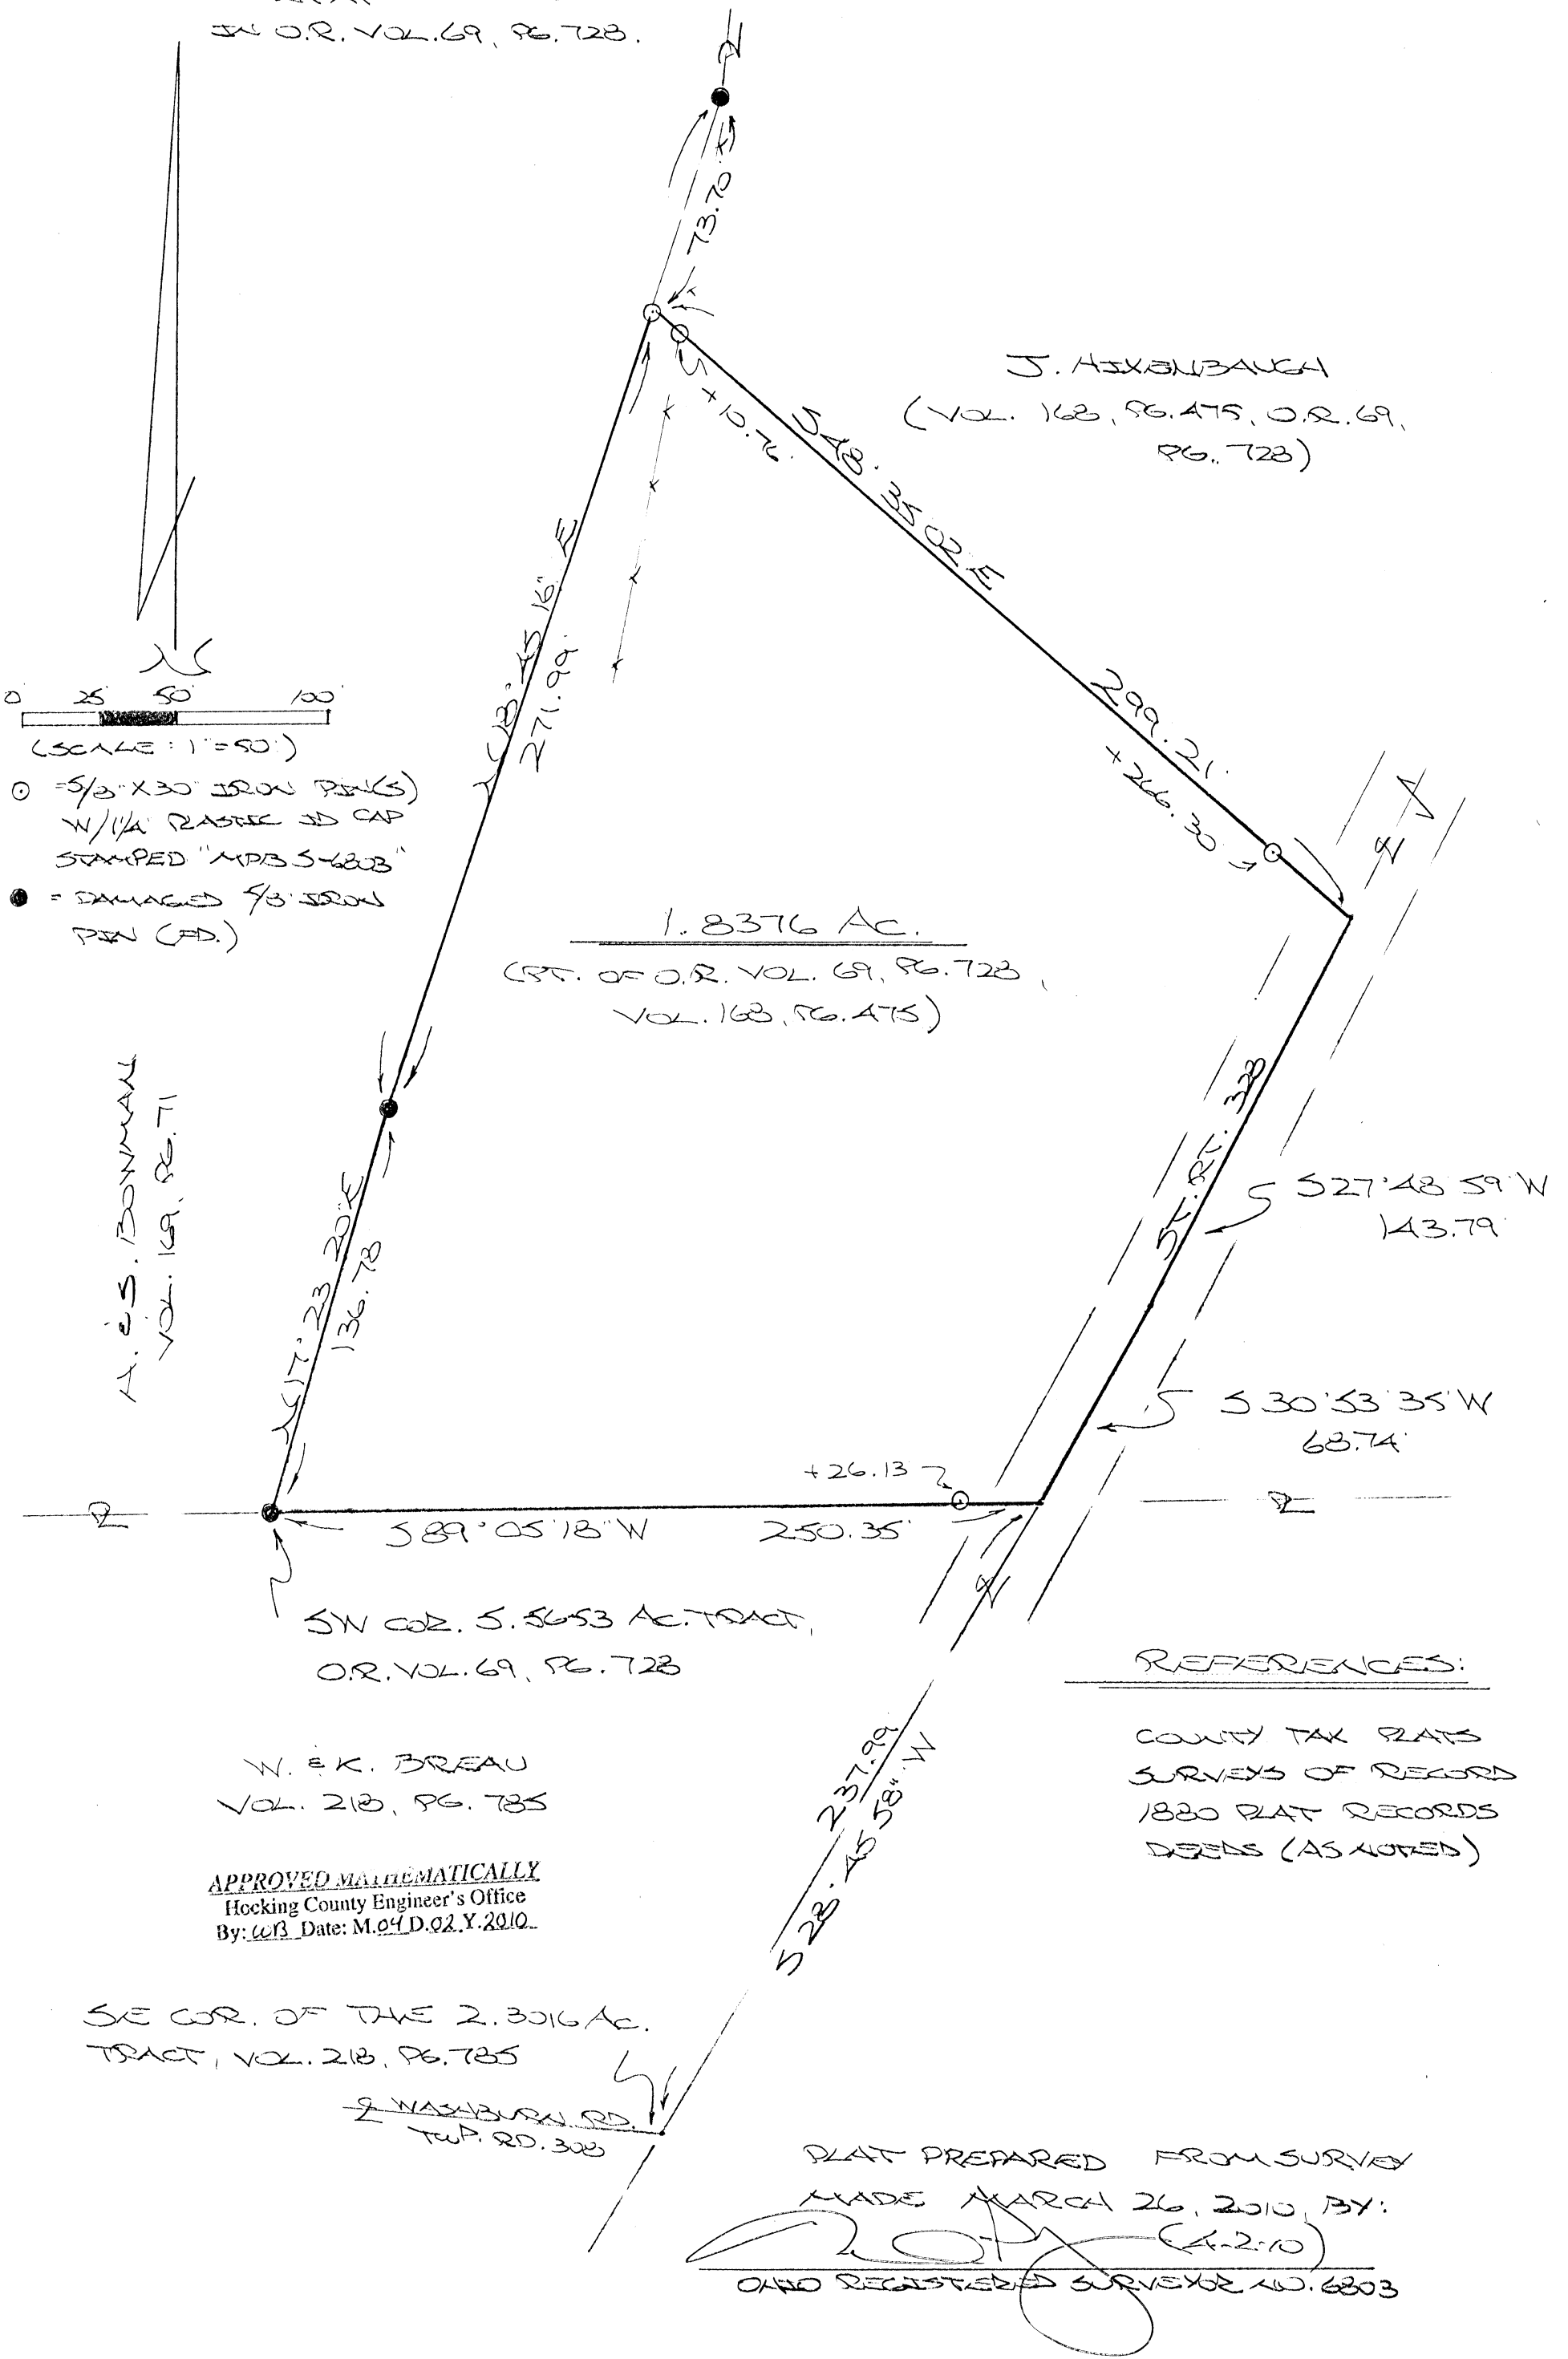 IN O.R. VOL. 69, PG. 728.
73.70'
+10.76'
J. HIXENBAUGH
(VOL. 168, PG. 475, O.R. 69,
PG. 728)
S 48° 35' 02" E
299.21'
+266.30
N 18° 45' 16" E
271.99'
N
0 25' 50' 100'
(SCALE: 1"=50')
= 5/8" X 30" IRON PIN(S)
W/ 1¼" PLASTIC ID CAP
STAMPED "MPB S-6803"
= DAMAGED 5/8" IRON
PIN (FD.)
1.8376 AC.
(PT. OF O.R. VOL. 69, PG. 728,
VOL. 168, PG. 475)
& S. BOWMAN
VOL. 169, PG. 71
N 17° 23' 20" E
136.78'
ST. RT. 328
S 27° 48' 59" W
143.79'
S 30° 53' 35" W
68.74'
+26.13
S 89° 05' 18" W 250.35'
SW COR. 5.5653 AC. TRACT,
O.R. VOL. 69, PG. 728
REFERENCES:
COUNTY TAX PLATS
SURVEYS OF RECORD
1880 PLAT RECORDS
DEEDS (AS NOTED)
W. & K. BREAU
VOL. 218, PG. 785
237.99'
S 28° 45' 58" W
APPROVED MATHEMATICALLY
Hocking County Engineer's Office
By: WB Date: M.04 D.02 Y.2010
SE COR. OF THE 2.3016 AC.
TRACT, VOL. 218, PG. 785
℄ WASHBURN RD.
TWP. RD. 308
PLAT PREPARED FROM SURVEY
MADE MARCH 26, 2010, BY:
(4-2-10)
OHIO REGISTERED SURVEYOR NO. 6803